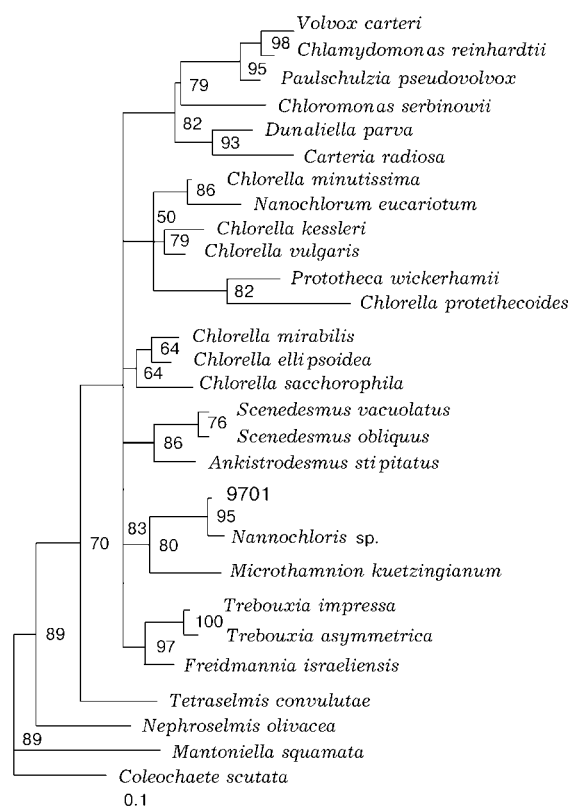 Volvox carteri
98
Chlamydomonas reinhardtii
95
79
Paulschulzia pseudovolvox
Chloromonas serbinowii
82
Dunaliella parva
93
Carteria radiosa
Chlorella minutissima
86
Nanochlorum eucariotum
50
Chlorella kessleri
79
Chlorella vulgaris
Prototheca wickerhamii
82
Chlorella protethecoides
Chlorella mirabilis
64
Chlorella ellipsoidea
64
Chlorella sacchorophila
Scenedesmus vacuolatus
76
Scenedesmus obliquus
86
Ankistrodesmus stipitatus
9701
95
83
Nannochloris sp.
70
80
Microthamnion kuetzingianum
Trebouxia impressa
100
Trebouxia asymmetrica
89
97
Freidmannia israeliensis
Tetraselmis convulutae
Nephroselmis olivacea
89
Mantoniella squamata
Coleochaete scutata
0.1